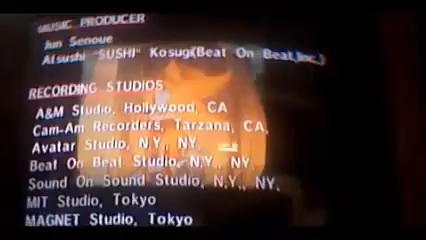 MUSIC PRODUCER
Jun Senoue
Atsushi "SUSHI" Kosugi(Beat On Beat,Inc.)
RECORDING STUDIOS
A&M Studio, Hollywood, CA
Cam-Am Recorders, Tarzana, CA,
Avatar Studio, N.Y., NY,
Beat On Beat Studio, N.Y., NY,
Sound On Sound Studio, N.Y., NY,
MIT Studio, Tokyo
MAGNET Studio, Tokyo